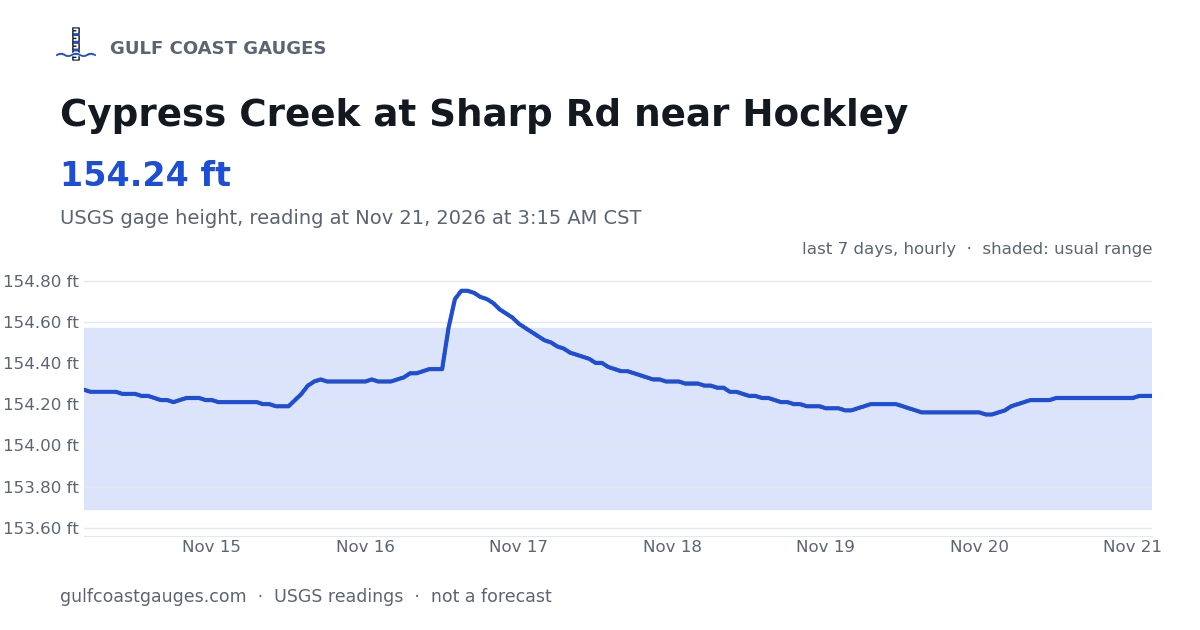 GULF COAST GAUGES
Cypress Creek at Sharp Rd near Hockley
154.24 ft
USGS gage height, reading at Nov 21, 2026 at 3:15 AM CST
last 7 days, hourly · shaded: usual range
154.80 ft
154.60 ft
154.40 ft
154.20 ft
154.00 ft
153.80 ft
153.60 ft
Nov 15 Nov 16 Nov 17 Nov 18 Nov 19 Nov 20 Nov 21
gulfcoastgauges.com · USGS readings · not a forecast